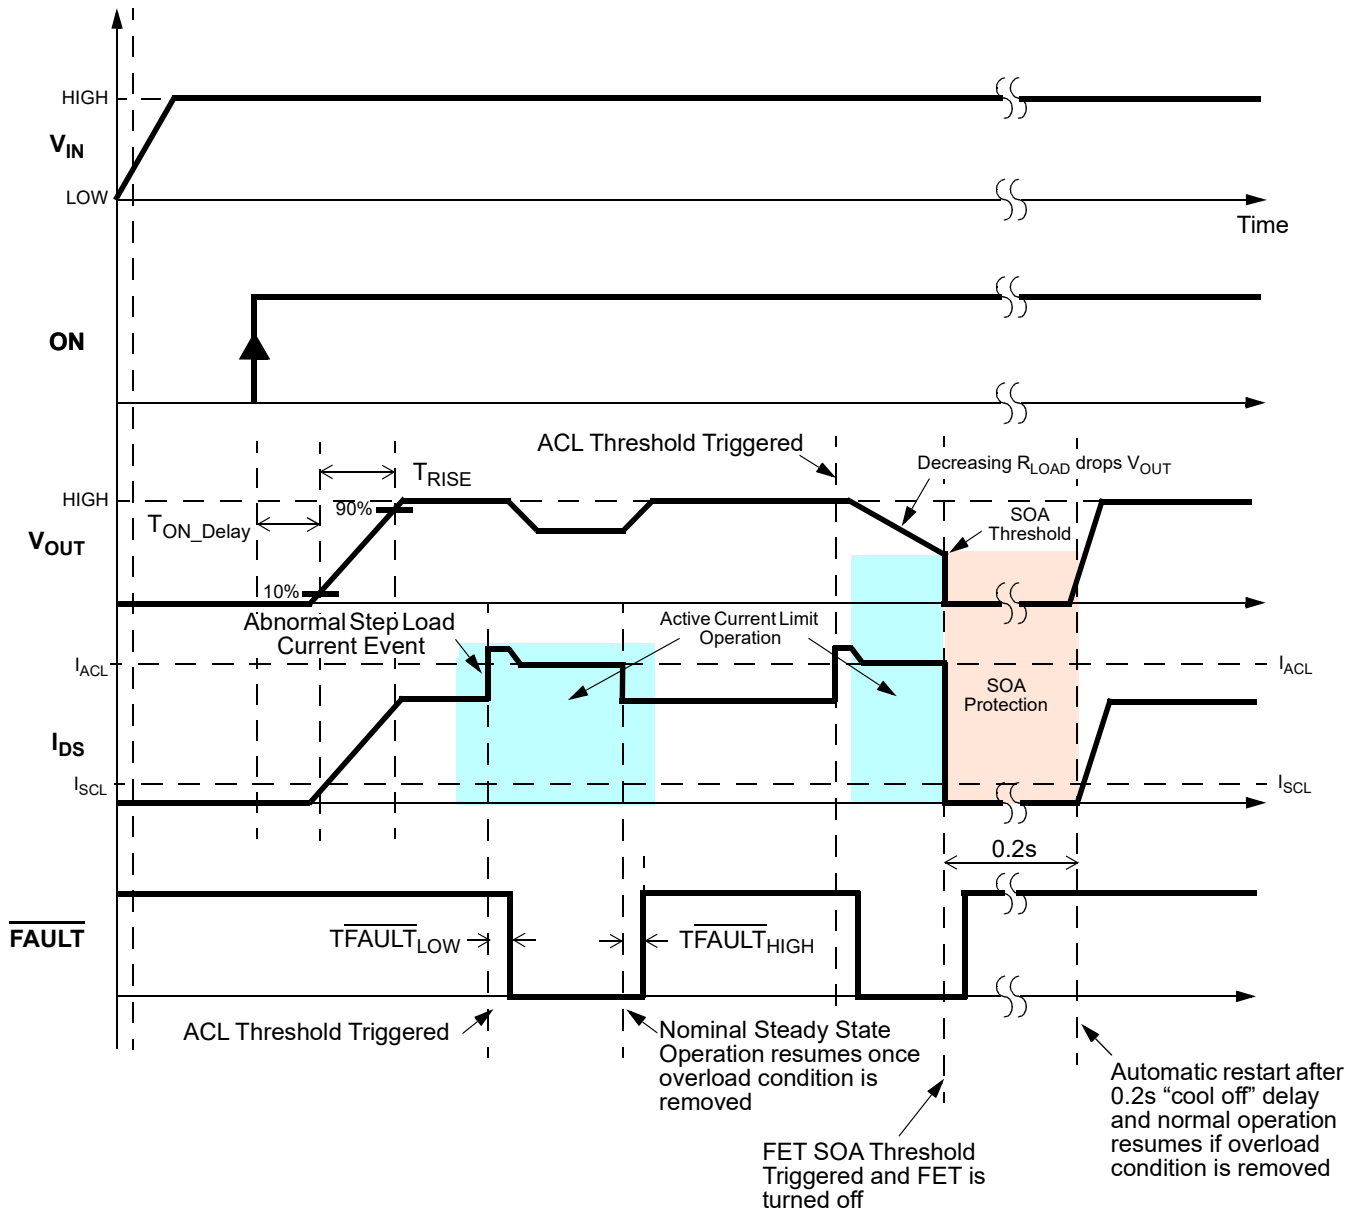 HIGH
VIN
LOW
Time
ON
ACL Threshold Triggered
TRISE
Decreasing RLOAD drops VOUT
HIGH
90%
TON_Delay
SOA
Threshold
VOUT
10%
Abnormal Step Load
Current Event
Active Current Limit
Operation
IACL
IACL
SOA
Protection
IDS
ISCL
ISCL
0.2s
FAULT
TFAULTLOW
TFAULTHIGH
ACL Threshold Triggered
Nominal Steady State
Operation resumes once
overload condition is
removed
Automatic restart after
0.2s “cool off” delay
and normal operation
resumes if overload
condition is removed
FET SOA Threshold
Triggered and FET is
turned off